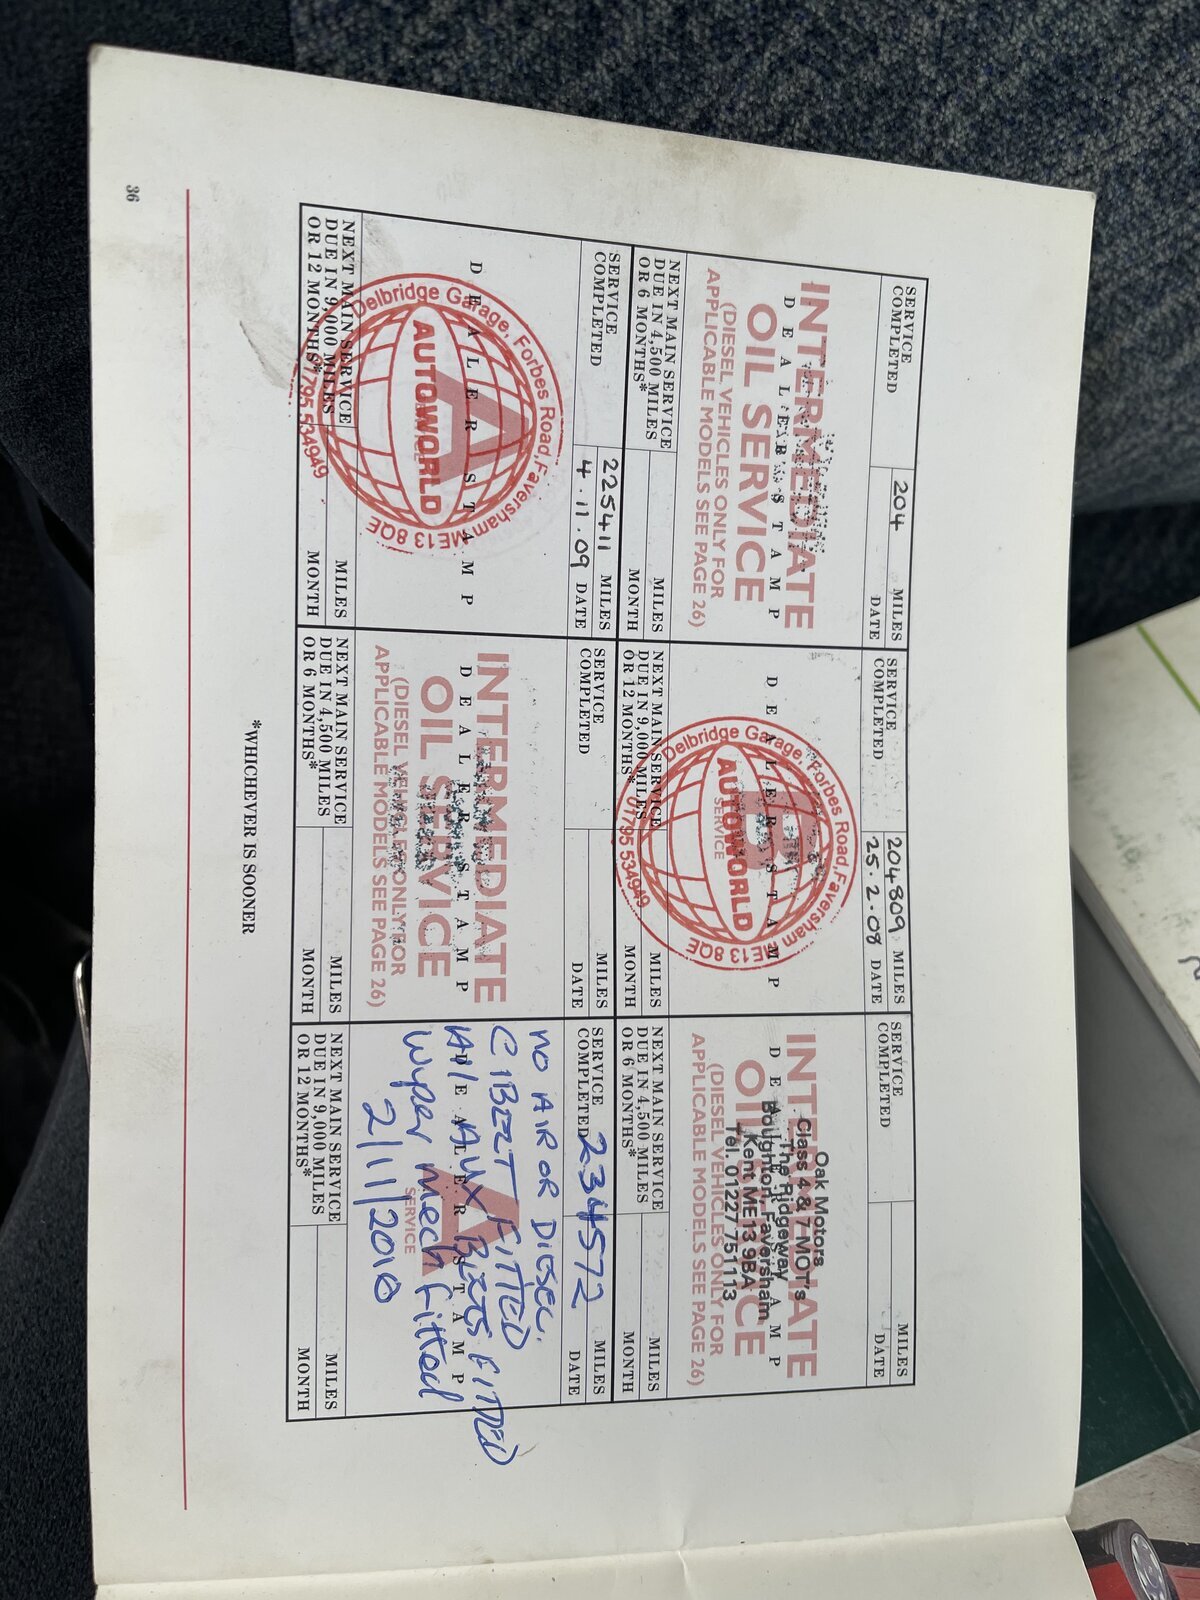 SERVICE
COMPLETED
204 MILES
DATE
INTERMEDIATE
DEALER STAMP
OIL SERVICE
(DIESEL VEHICLES ONLY FOR
APPLICABLE MODELS SEE PAGE 26)
NEXT MAIN SERVICE
DUE IN 4,500 MILES
OR 6 MONTHS*
MILES
MONTH
SERVICE
COMPLETED
204809 MILES
25.2.08 DATE
DEALER STAMP
B
SERVICE
Delbridge Garage, Forbes Road, Faversham ME13 8QE
AUTOWORLD
01795 534949
NEXT MAIN SERVICE
DUE IN 9,000 MILES
OR 12 MONTHS*
MILES
MONTH
SERVICE
COMPLETED
MILES
DATE
INTERMEDIATE
DEALER STAMP
OIL SERVICE
(DIESEL VEHICLES ONLY FOR
APPLICABLE MODELS SEE PAGE 26)
Oak Motors
Class 4 & 7 MOT's
The Ridgeway
Boughton, Faversham
Kent ME13 9BA
Tel. 01227 751113
NEXT MAIN SERVICE
DUE IN 4,500 MILES
OR 6 MONTHS*
MILES
MONTH
SERVICE
COMPLETED
225411 MILES
4.11.09 DATE
DEALER STAMP
A
Delbridge Garage, Forbes Road, Faversham ME13 8QE
AUTOWORLD
01795 534949
NEXT MAIN SERVICE
DUE IN 9,000 MILES
OR 12 MONTHS*
MILES
MONTH
SERVICE
COMPLETED
MILES
DATE
INTERMEDIATE
DEALER STAMP
OIL SERVICE
(DIESEL VEHICLES ONLY FOR
APPLICABLE MODELS SEE PAGE 26)
NEXT MAIN SERVICE
DUE IN 4,500 MILES
OR 6 MONTHS*
MILES
MONTH
SERVICE
COMPLETED
234572 MILES
DATE
NO AIR OR DIESEL.
C/BELT FITTED
All AUX BELTS FITTED
DEALER STAMP
Wiper Mech fitted
A
SERVICE
2/11/2010
NEXT MAIN SERVICE
DUE IN 9,000 MILES
OR 12 MONTHS*
MILES
MONTH
*WHICHEVER IS SOONER
36